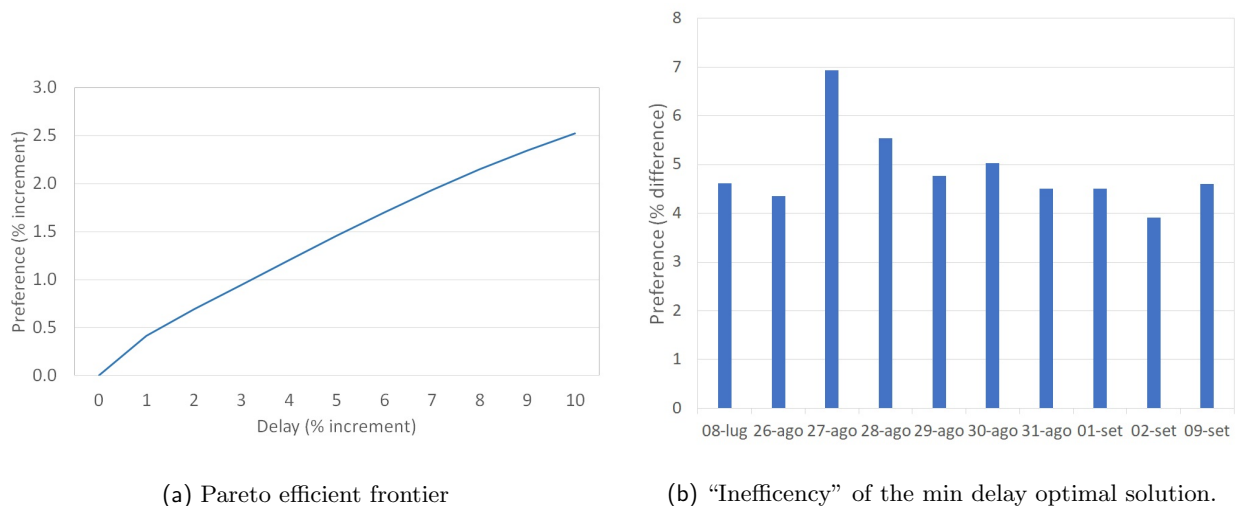 3.0
2.5
2.0
1.5
1.0
0.5
0.0
Preference (% increment)
0 1 2 3 4 5 6 7 8 9 10
Delay (% increment)
(a) Pareto efficient frontier
8
7
6
5
4
3
2
1
0
Preference (% difference)
08-lug 26-ago 27-ago 28-ago 29-ago 30-ago 31-ago 01-set 02-set 09-set
(b) “Inefficency” of the min delay optimal solution.